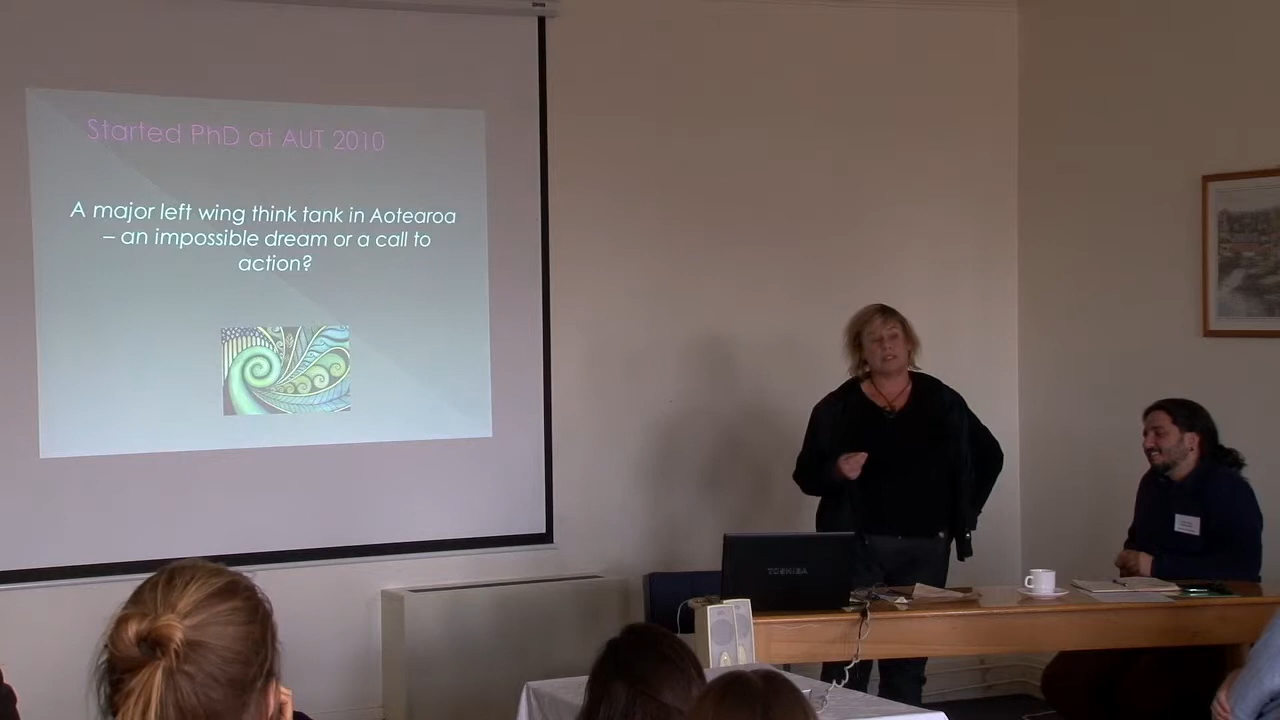 Started PhD at AUT 2010
A major left wing think tank in Aotearoa
– an impossible dream or a call to
action?
TOSHIBA